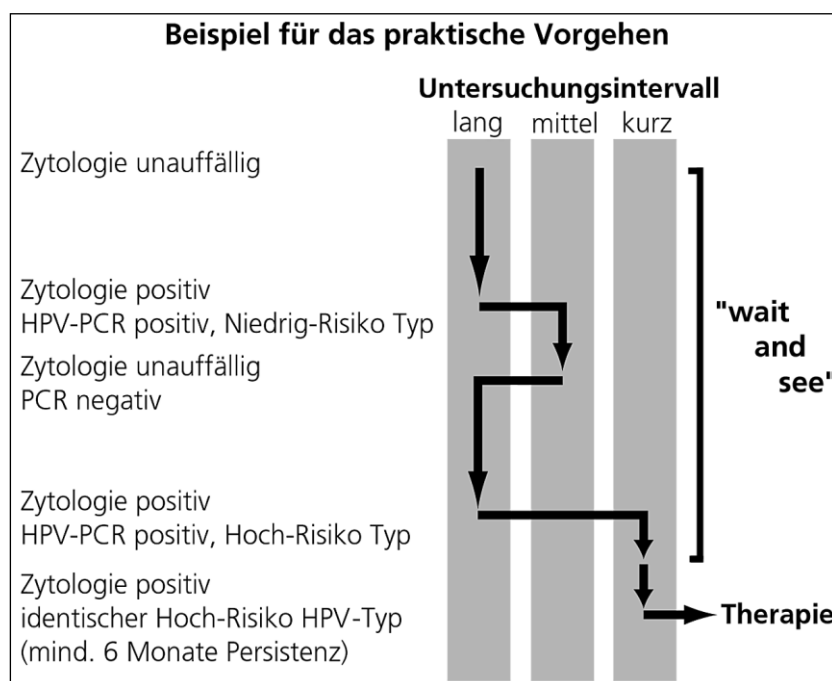 Beispiel für das praktische Vorgehen
Untersuchungsintervall
lang mittel kurz
Zytologie unauffällig
Zytologie positiv
HPV-PCR positiv, Niedrig-Risiko Typ
Zytologie unauffällig
PCR negativ
Zytologie positiv
HPV-PCR positiv, Hoch-Risiko Typ
Zytologie positiv
identischer Hoch-Risiko HPV-Typ
(mind. 6 Monate Persistenz)
"wait
and
see"
Therapie